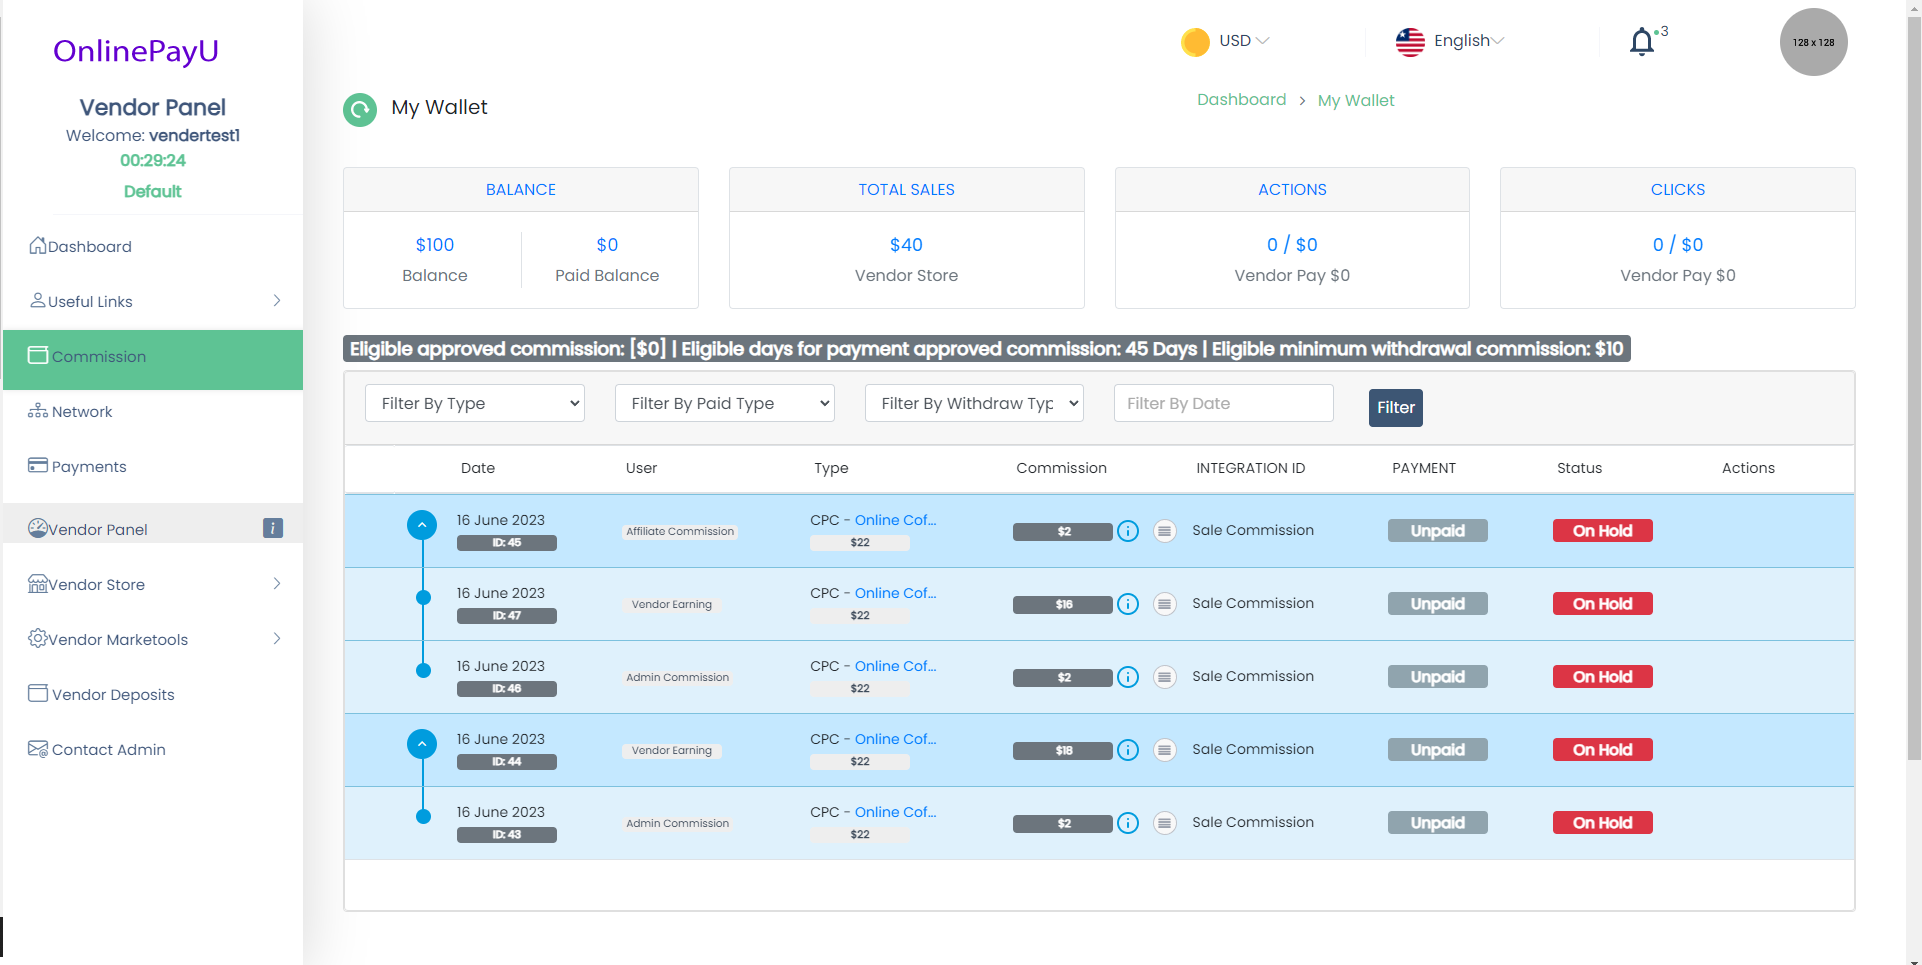 OnlinePayU
Vendor Panel
Welcome: vendertest1
00:29:24
Default
Dashboard
Useful Links
Commission
Network
Payments
Vendor Panel
i
Vendor Store
Vendor Marketools
Vendor Deposits
Contact Admin
USD
English
3
128 x 128
My Wallet
Dashboard > My Wallet
BALANCE
$100
Balance
$0
Paid Balance
TOTAL SALES
$40
Vendor Store
ACTIONS
0 / $0
Vendor Pay $0
CLICKS
0 / $0
Vendor Pay $0
Eligible approved commission: [$0] | Eligible days for payment approved commission: 45 Days | Eligible minimum withdrawal commission: $10
Filter By Type
Filter By Paid Type
Filter By Withdraw Typ
Filter By Date
Filter
Date User Type Commission INTEGRATION ID PAYMENT Status Actions
16 June 2023
ID: 45
Affiliate Commission
CPC - Online Cof...
$22
$2
Sale Commission
Unpaid
On Hold
16 June 2023
ID: 47
Vendor Earning
CPC - Online Cof...
$22
$16
Sale Commission
Unpaid
On Hold
16 June 2023
ID: 46
Admin Commission
CPC - Online Cof...
$22
$2
Sale Commission
Unpaid
On Hold
16 June 2023
ID: 44
Vendor Earning
CPC - Online Cof...
$22
$18
Sale Commission
Unpaid
On Hold
16 June 2023
ID: 43
Admin Commission
CPC - Online Cof...
$22
$2
Sale Commission
Unpaid
On Hold